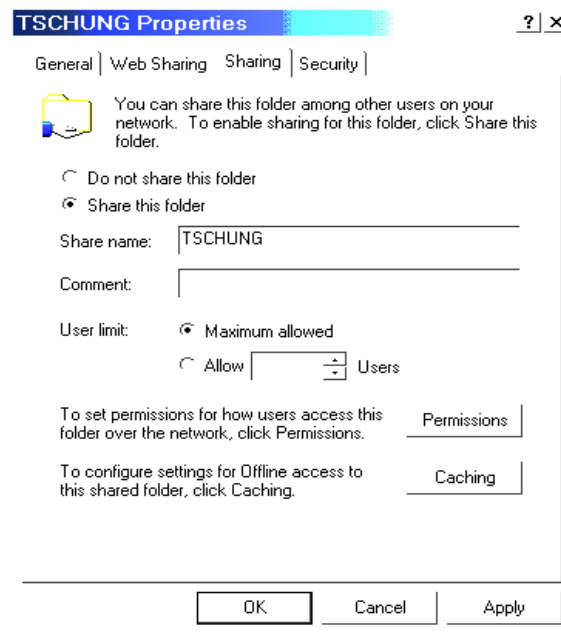 TSCHUNG Properties
General Web Sharing Sharing Security
You can share this folder among other users on your
network. To enable sharing for this folder, click Share this
folder.
Do not share this folder
Share this folder
Share name: TSCHUNG
Comment:
User limit: Maximum allowed
Allow Users
To set permissions for how users access this
folder over the network, click Permissions.
Permissions
To configure settings for Offline access to
this shared folder, click Caching.
Caching
OK Cancel Apply